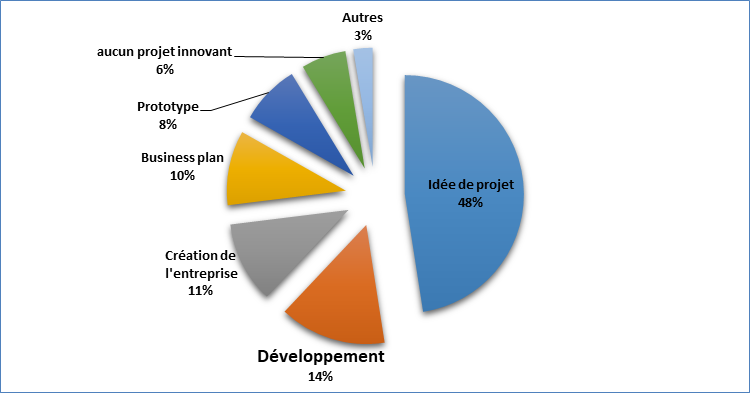 Autres
3%
aucun projet innovant
6%
Prototype
8%
Business plan
10%
Idée de projet
48%
Création de
l'entreprise
11%
Développement
14%